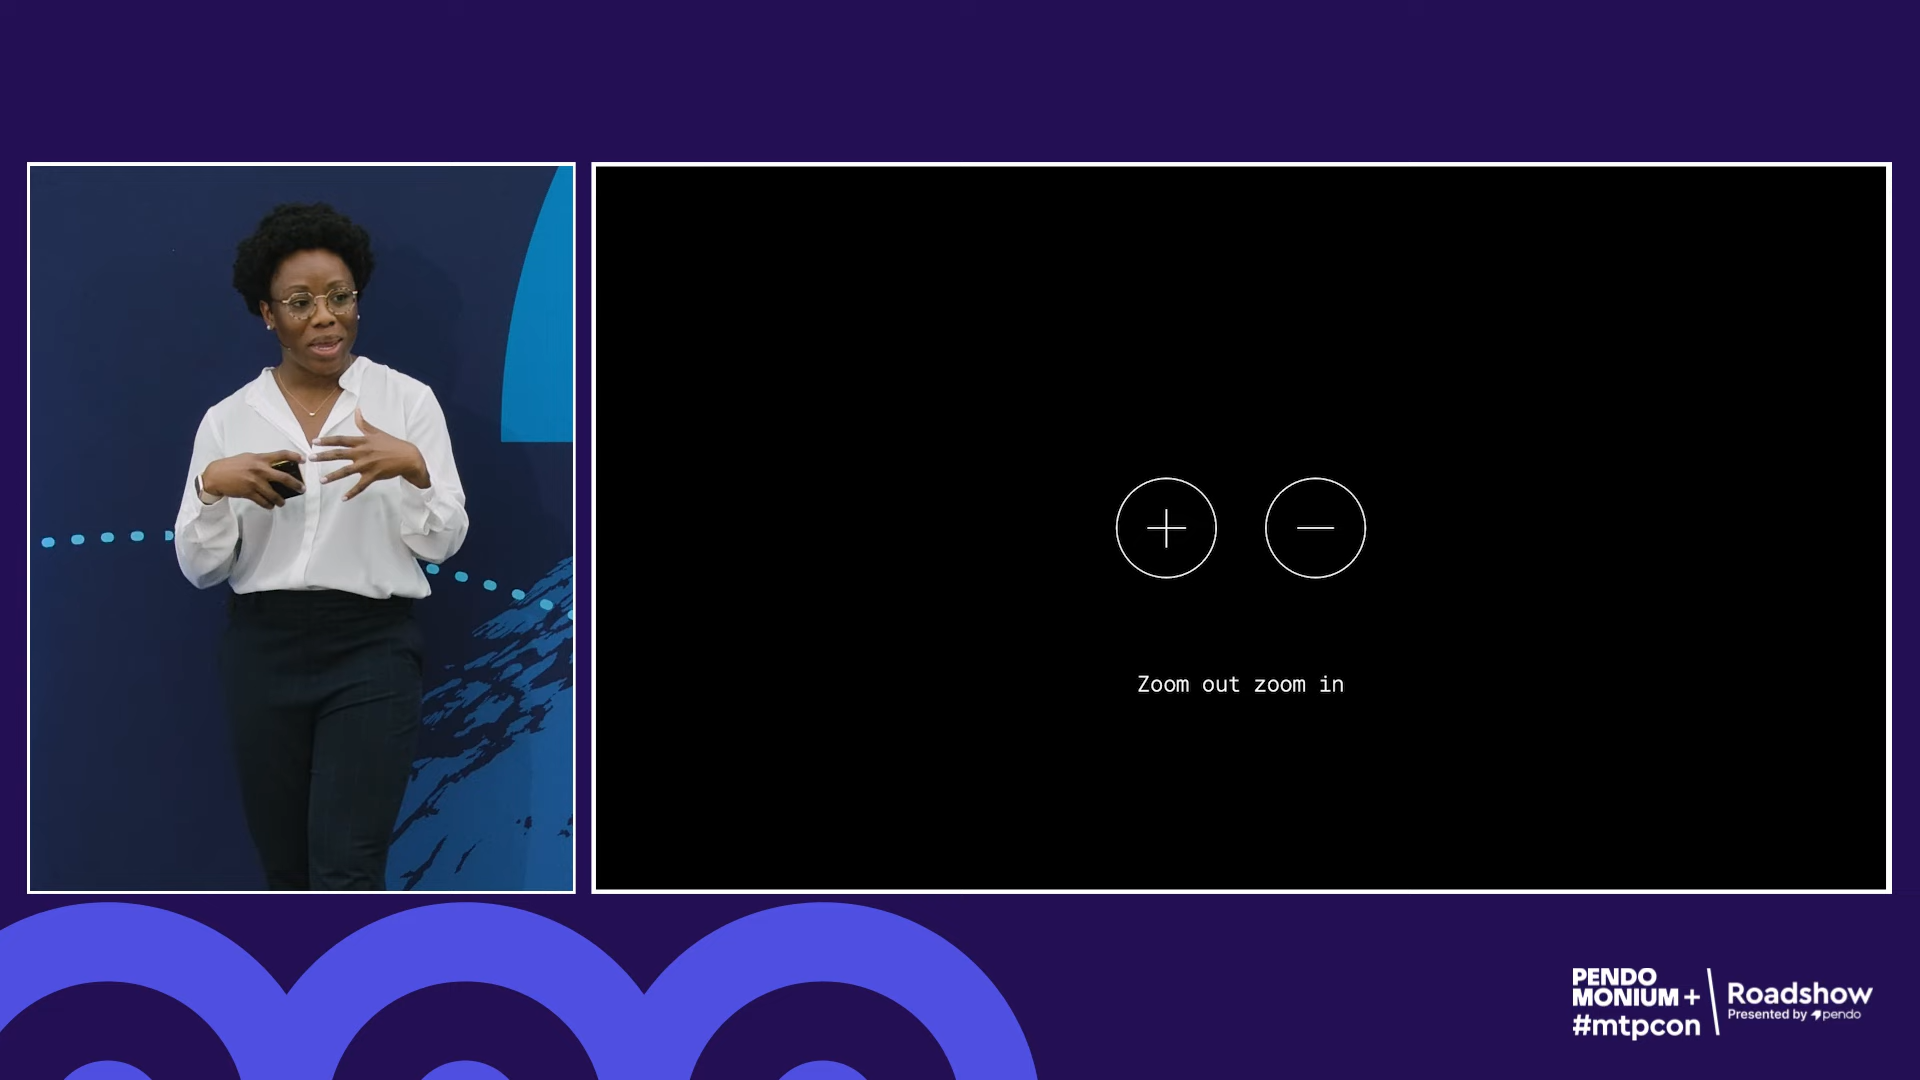 Zoom out zoom in
PENDO
MONIUM+
#mtpcon
Roadshow
Presented by pendo